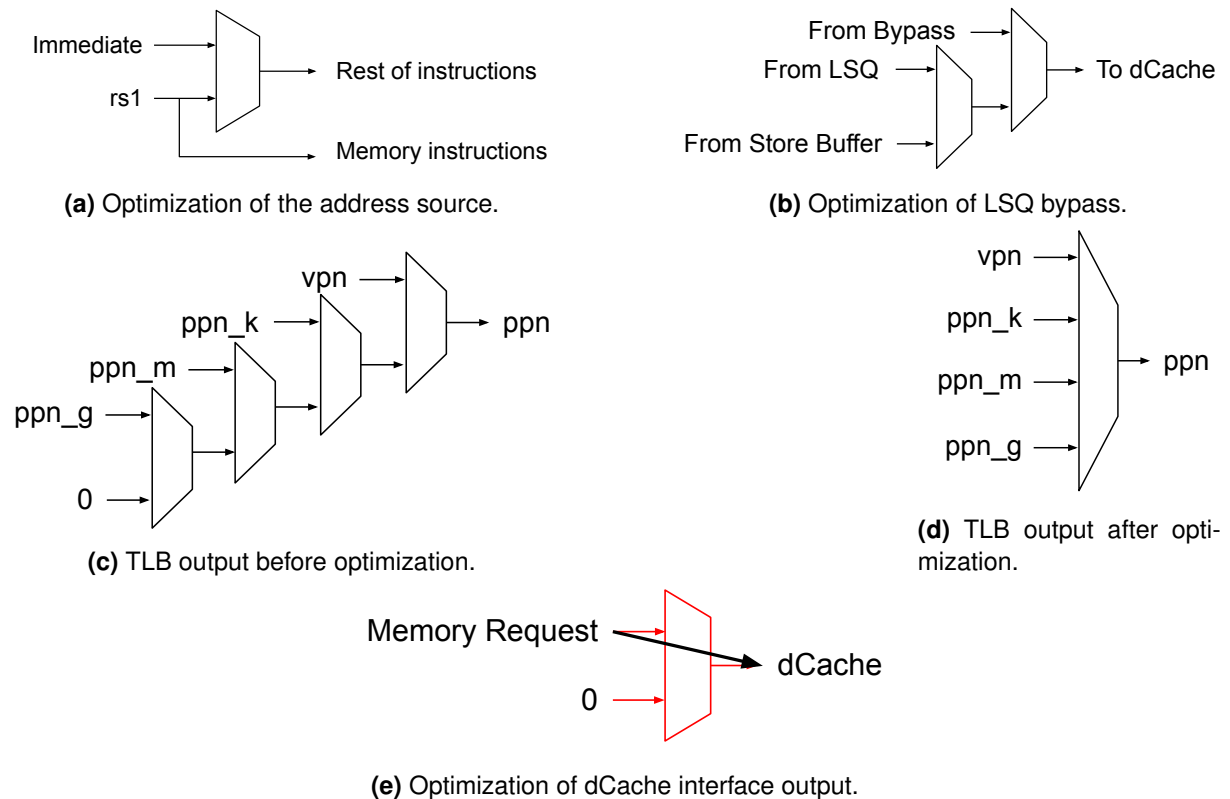 Immediate
rs1
Rest of instructions
Memory instructions
(a) Optimization of the address source.
From Bypass
From LSQ
From Store Buffer
To dCache
(b) Optimization of LSQ bypass.
vpn
ppn_k
ppn_m
ppn_g
0
ppn
(c) TLB output before optimization.
vpn
ppn_k
ppn_m
ppn_g
ppn
(d) TLB output after opti-
mization.
Memory Request
0
dCache
(e) Optimization of dCache interface output.